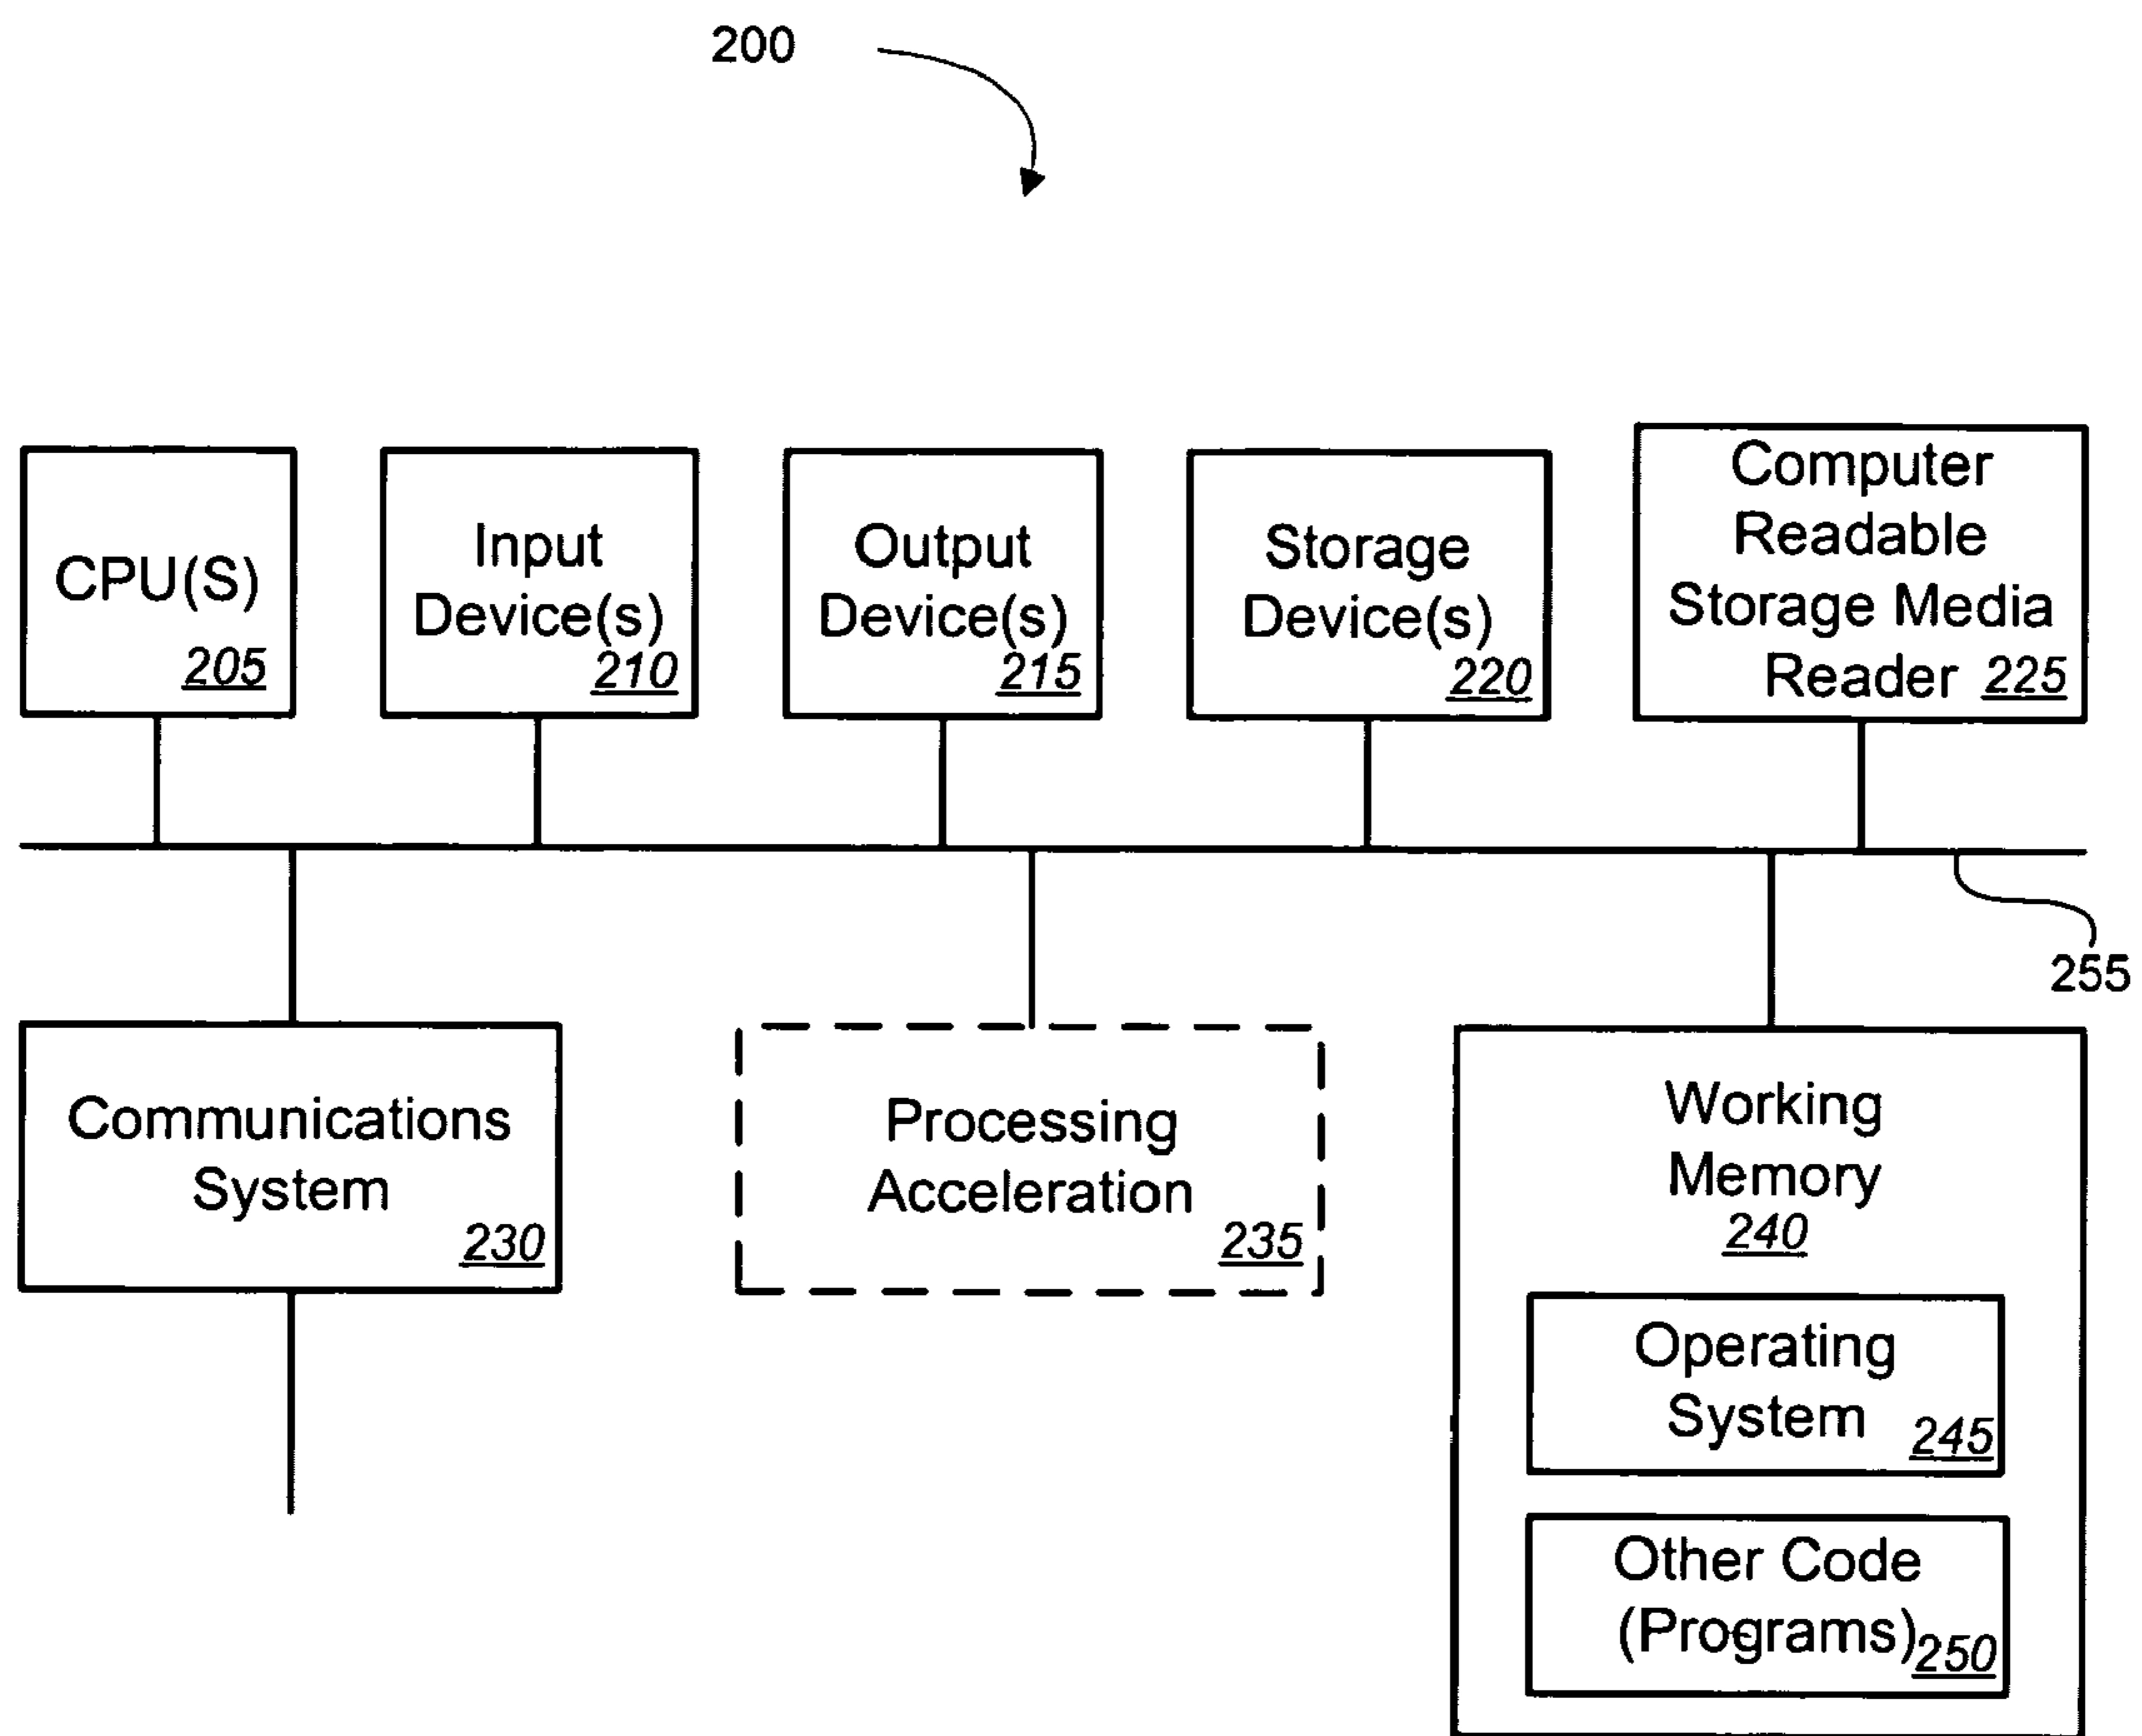 200
CPU(S)
205
Input
Device(s)
210
Output
Device(s)
215
Storage
Device(s)
220
Computer
Readable
Storage Media
Reader 225
255
Communications
System
230
Processing
Acceleration
235
Working
Memory
240
Operating
System
245
Other Code
(Programs)
250